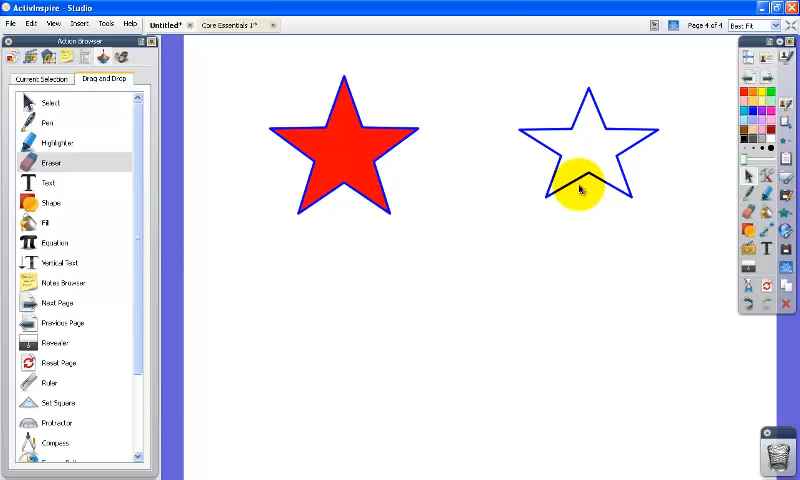 ActivInspire - Studio
File Edit View Insert Tools Help
Untitled*
Core Essentials 1*
Page 4 of 4
Best Fit
Action Browser
Current Selection
Drag and Drop
Select
Pen
Highlighter
Eraser
Text
Shape
Fill
Equation
Vertical Text
Notes Browser
Next Page
Previous Page
Revealer
Reset Page
Ruler
Set Square
Protractor
Compass